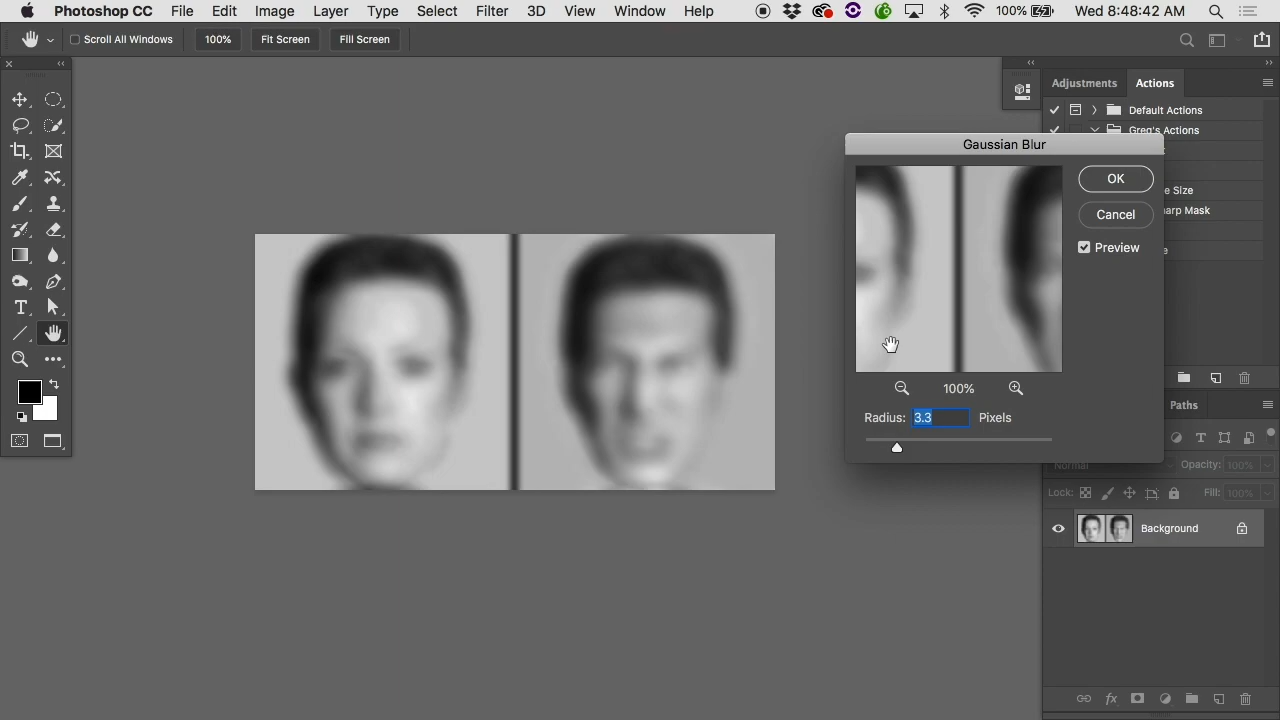 Photoshop CC File Edit Image Layer Type Select Filter 3D View Window Help 100% Wed 8:48:42 AM
Scroll All Windows 100% Fit Screen Fill Screen
Adjustments Actions
Default Actions
Greg's Actions
Gaussian Blur
OK
e Size
Cancel
arp Mask
Preview
e
100%
Paths
Radius: 3.3 Pixels
Normal Opacity: 100%
Lock: Fill: 100%
Background